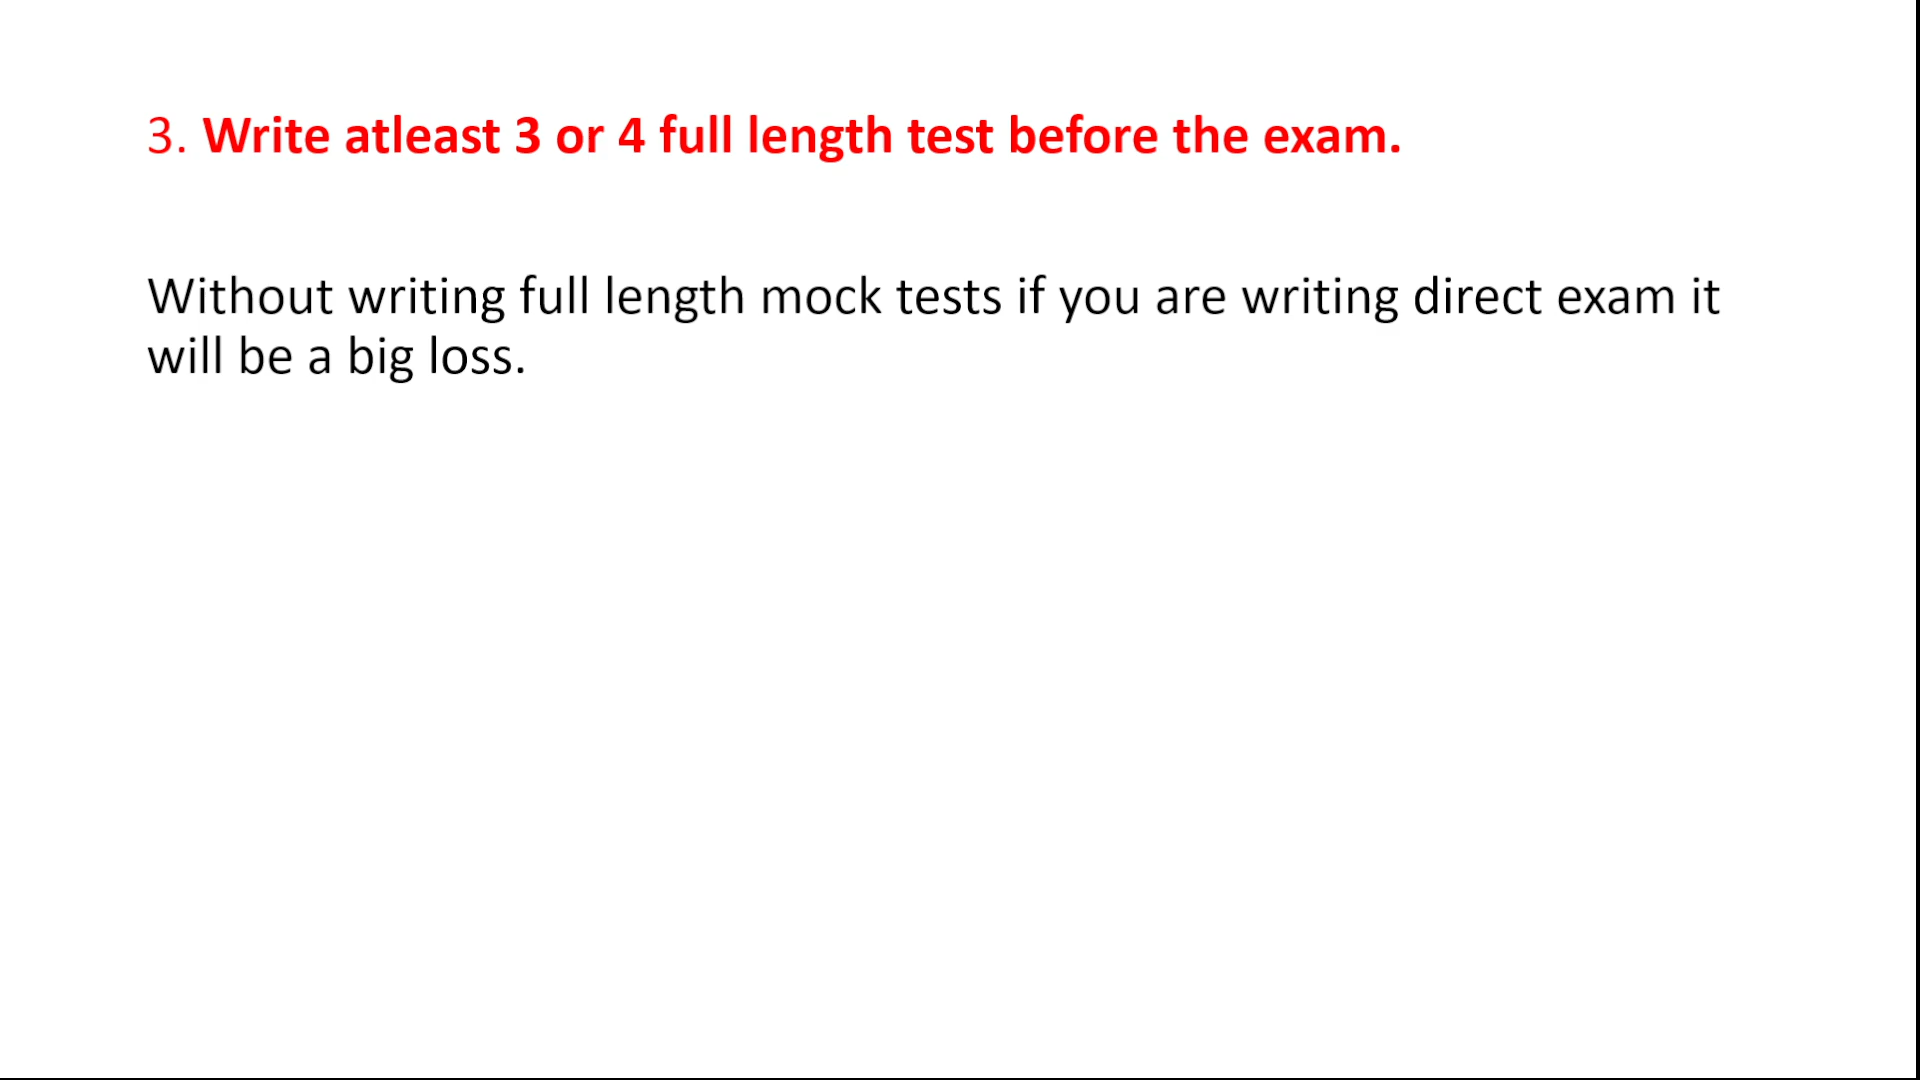 3. Write atleast 3 or 4 full length test before the exam.
Without writing full length mock tests if you are writing direct exam it
will be a big loss.